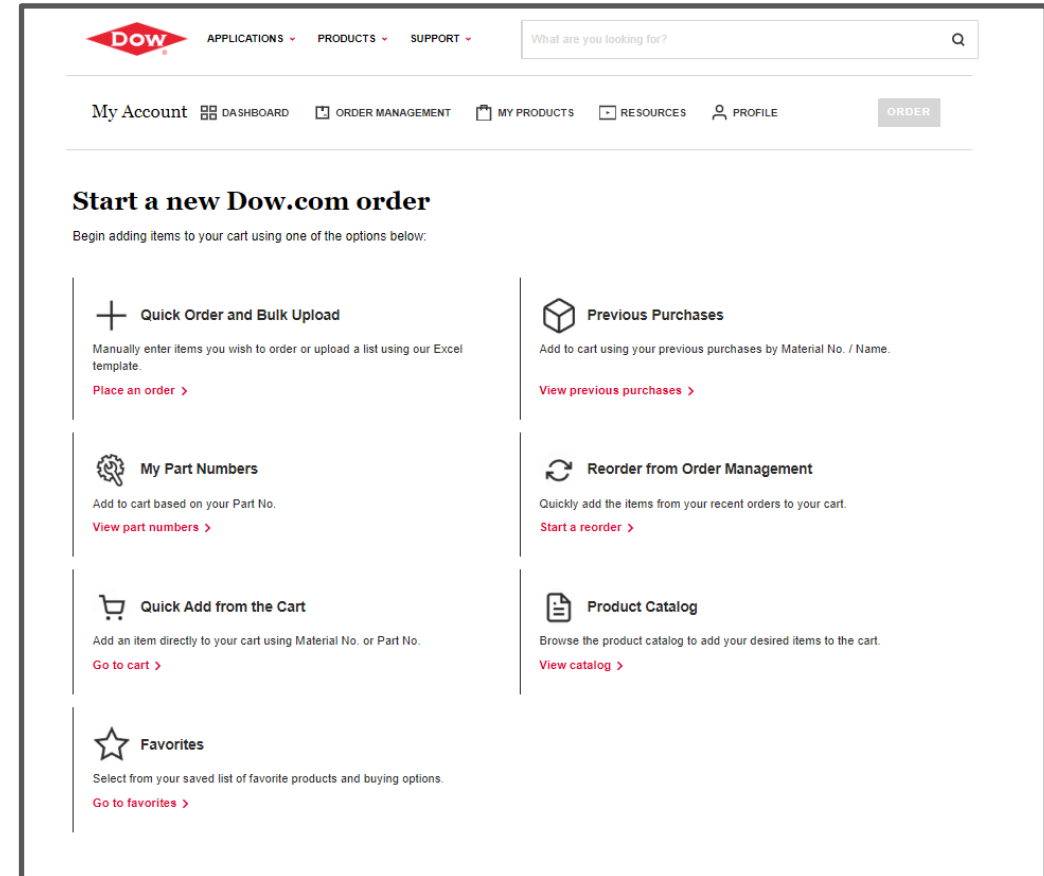 Dow
APPLICATIONS PRODUCTS SUPPORT
What are you looking for?
My Account DASHBOARD ORDER MANAGEMENT MY PRODUCTS RESOURCES PROFILE ORDER
Start a new Dow.com order
Begin adding items to your cart using one of the options below:
Quick Order and Bulk Upload
Manually enter items you wish to order or upload a list using our Excel
template.
Place an order >
Previous Purchases
Add to cart using your previous purchases by Material No. / Name.
View previous purchases >
My Part Numbers
Add to cart based on your Part No.
View part numbers >
Reorder from Order Management
Quickly add the items from your recent orders to your cart.
Start a reorder >
Quick Add from the Cart
Add an item directly to your cart using Material No. or Part No.
Go to cart >
Product Catalog
Browse the product catalog to add your desired items to the cart.
View catalog >
Favorites
Select from your saved list of favorite products and buying options.
Go to favorites >